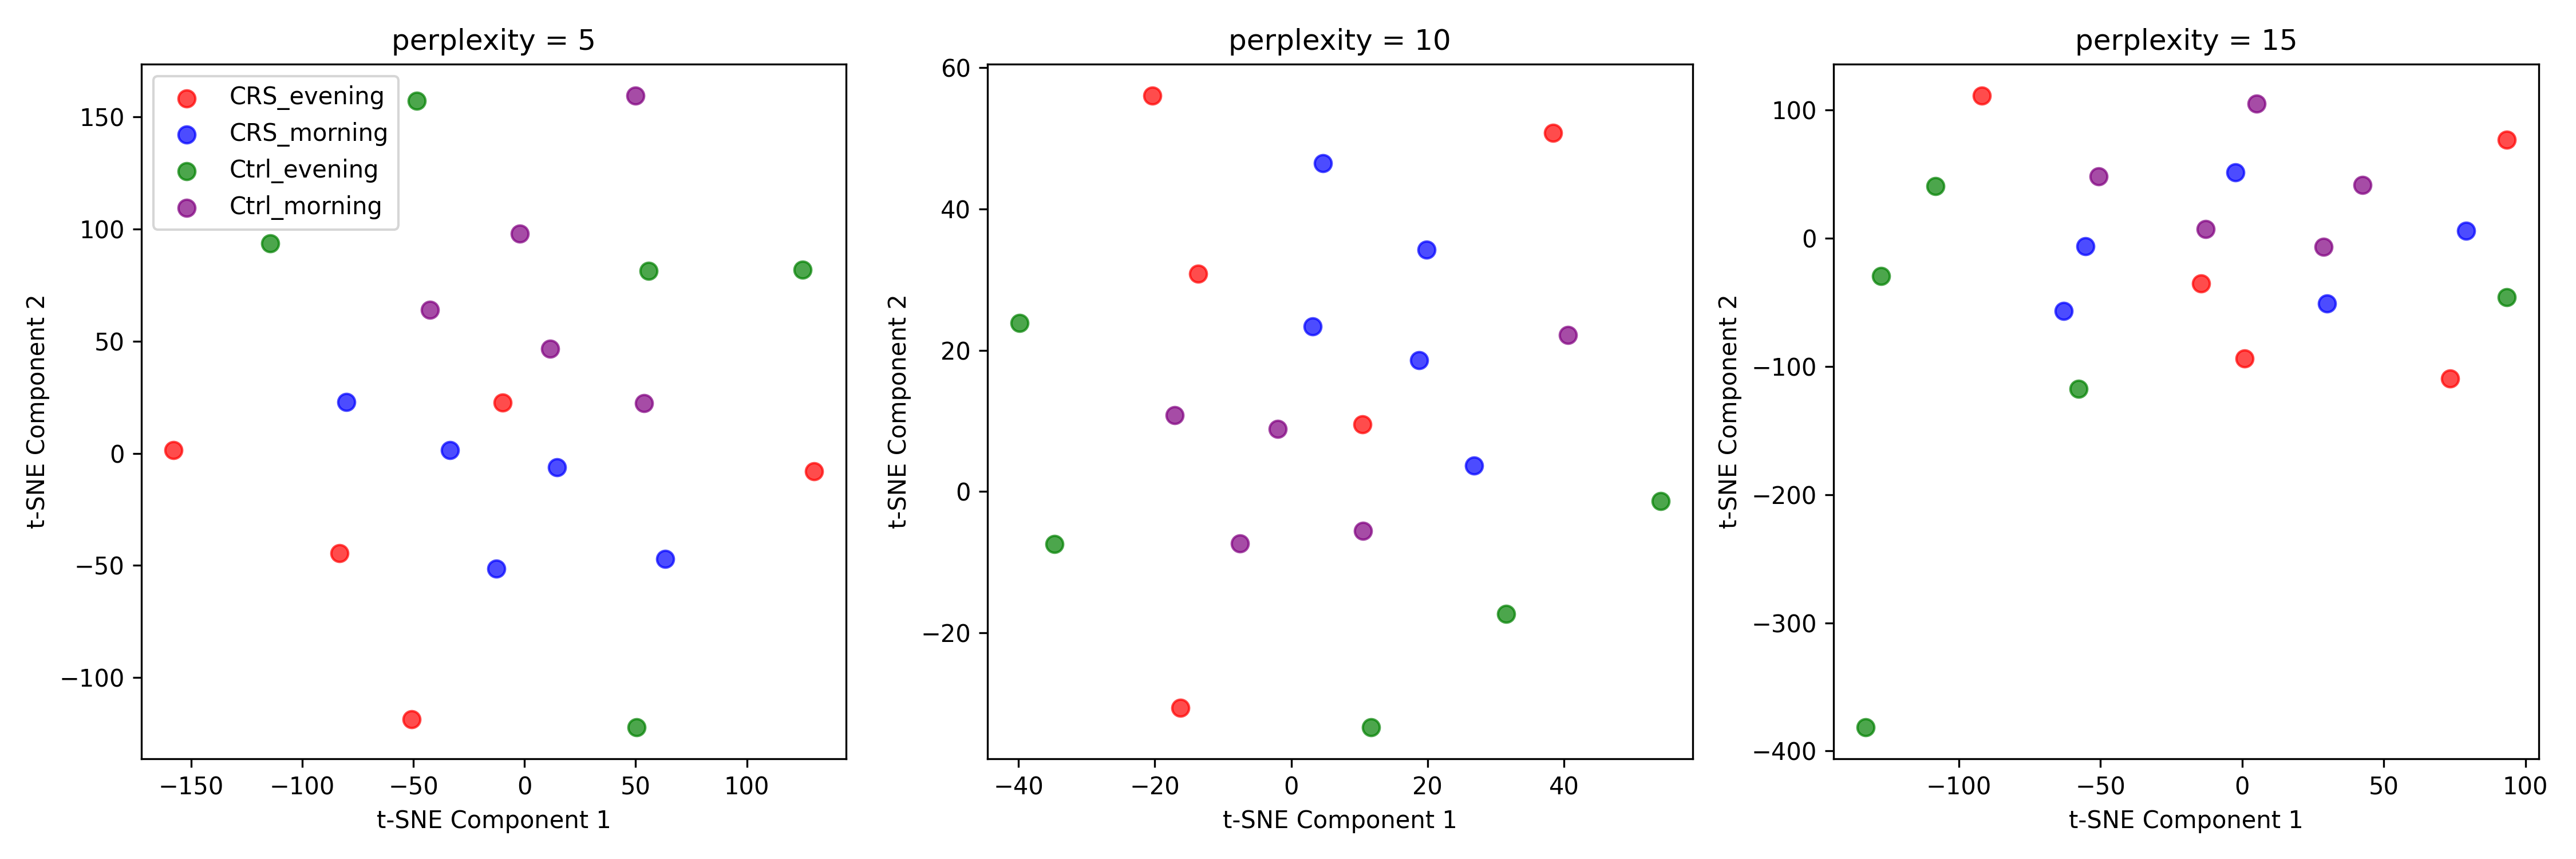 perplexity = 5
CRS_evening
CRS_morning
Ctrl_evening
Ctrl_morning
150
100
50
0
−50
−100
−150
−100
−50
0
50
100
t-SNE Component 1
t-SNE Component 2
perplexity = 10
60
40
20
0
−20
−40
−20
0
20
40
t-SNE Component 1
t-SNE Component 2
perplexity = 15
100
0
−100
−200
−300
−400
−100
−50
0
50
100
t-SNE Component 1
t-SNE Component 2